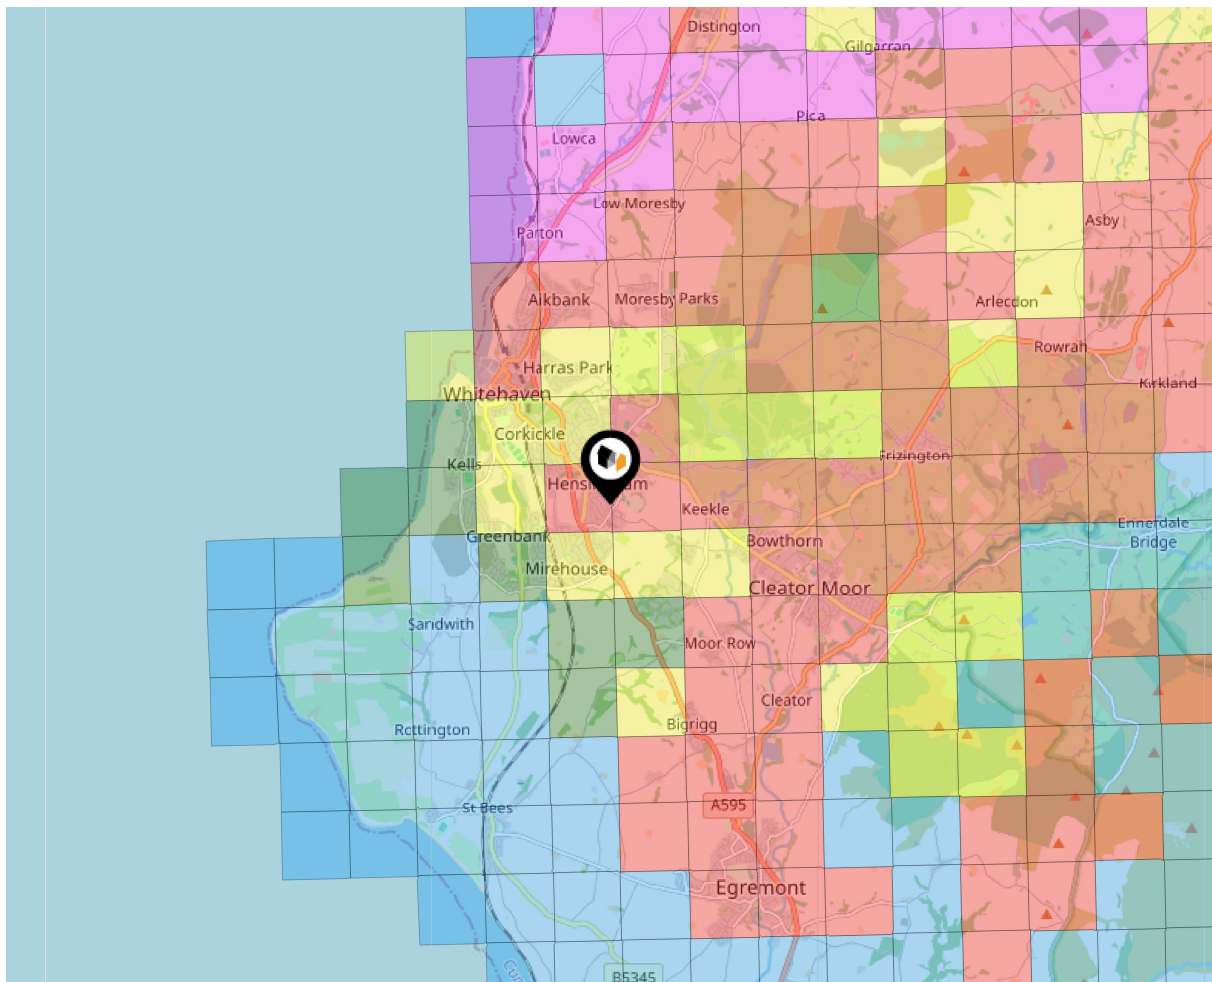 Distington
Gilgarran
Pica
Lowca
Low Moresby
Asby
Parton
Aikbank
Moresby Parks
Arlecdon
Rowrah
Harras Park
Kirkland
Whitehaven
Corkickle
Frizington
Kells
Keekle
Ennerdale
Bridge
Greenbank
Bowthorn
Mirehouse
Cleator Moor
Sandwith
Moor Row
Cleator
Bigrigg
Rottington
St Bees
A595
Egremont
B5345